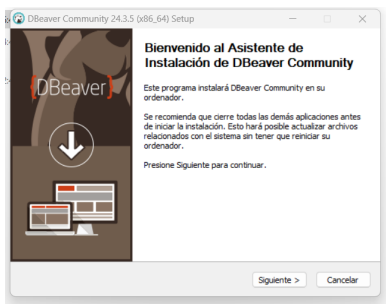 DBeaver Community 24.3.5 (x86_64) Setup
DBeaver
Bienvenido al Asistente de
Instalación de DBeaver Community
Este programa instalará DBeaver Community en su
ordenador.
Se recomienda que cierre todas las demás aplicaciones antes
de iniciar la instalación. Esto hará posible actualizar archivos
relacionados con el sistema sin tener que reiniciar su
ordenador.
Presione Siguiente para continuar.
Siguiente >
Cancelar